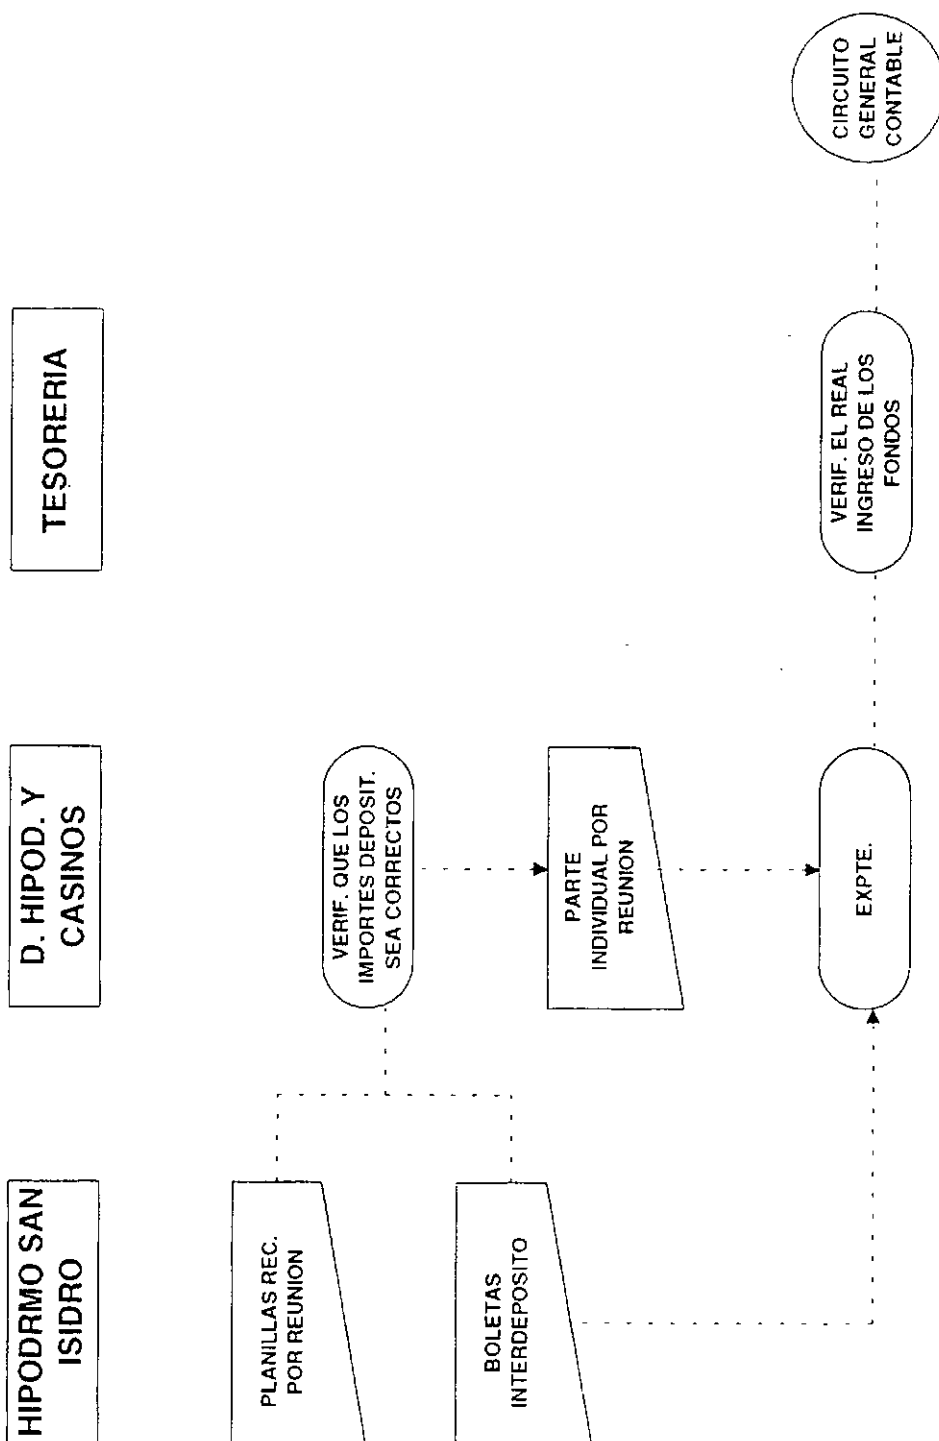 HIPODRMO SAN
ISIDRO
D. HIPOD. Y
CASINOS
TESORERIA
PLANILLAS REC.
POR REUNION
VERIF. QUE LOS
IMPORTES DEPOSIT.
SEA CORRECTOS
BOLETAS
INTERDEPOSITO
PARTE
INDIVIDUAL POR
REUNION
EXPTE.
VERIF. EL REAL
INGRESO DE LOS
FONDOS
CIRCUITO
GENERAL
CONTABLE